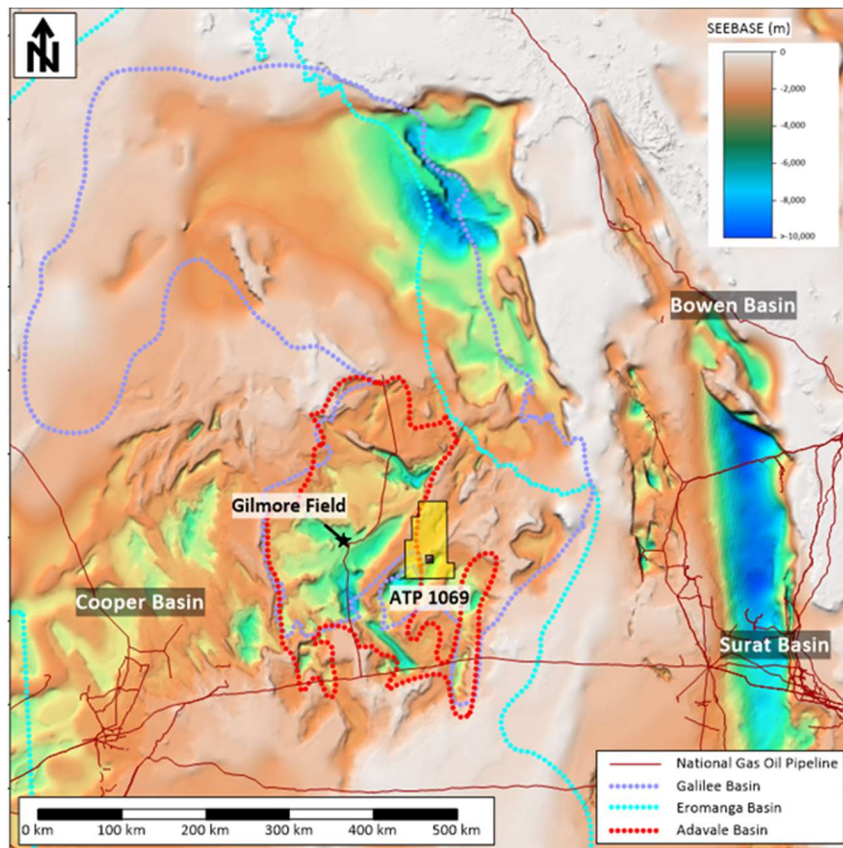 N
SEEBASE (m)
0
-2,000
-4,000
-6,000
-8,000
>-10,000
Bowen Basin
Gilmore Field
Cooper Basin
ATP 1069
Surat Basin
National Gas Oil Pipeline
Galilee Basin
Eromanga Basin
Adavale Basin
0 km 100 km 200 km 300 km 400 km 500 km